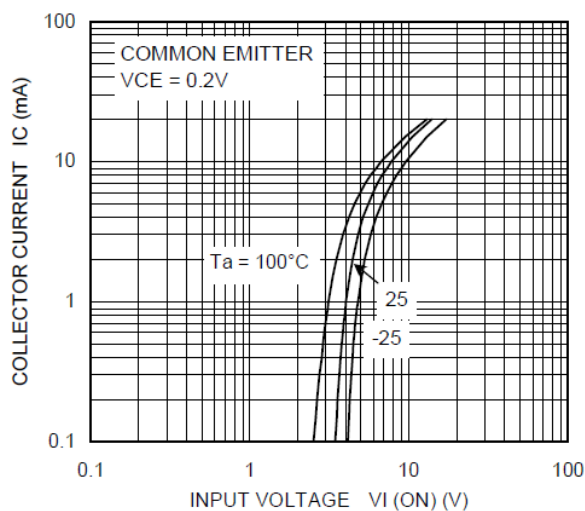 100
COMMON EMITTER
VCE = 0.2V
10
Ta = 100°C
25
1
-25
0.1
0.1
1
10
100
COLLECTOR CURRENT IC (mA)
INPUT VOLTAGE VI (ON) (V)